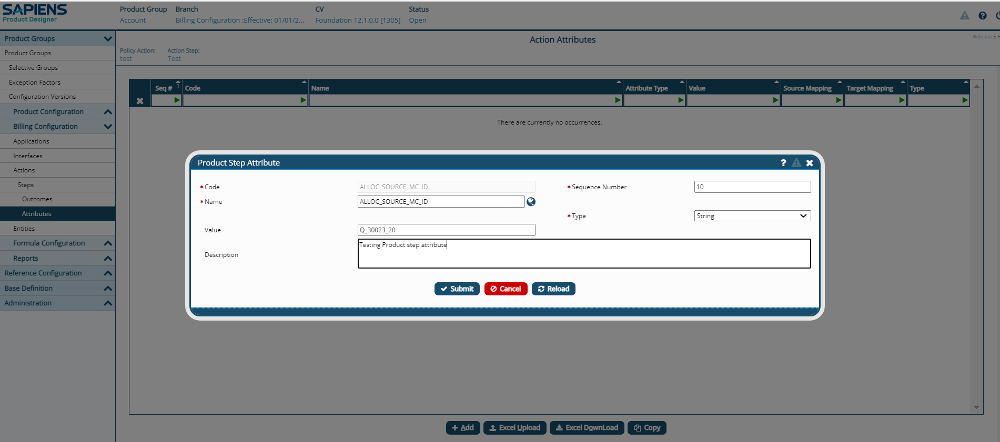 SAPIENS
Product Designer
Product Group Branch CV Status
Account Billing Configuration :Effective: 01/01/2... Foundation 12.1.0.0 [1305] Open
Product Groups
Product Groups
Selective Groups
Exception Factors
Configuration Versions
Product Configuration
Billing Configuration
Applications
Interfaces
Actions
Steps
Outcomes
Attributes
Entities
Formula Configuration
Reports
Reference Configuration
Base Definition
Administration
Action Attributes
Release:5.6
Policy Action: Action Step:
test Test
Seq # 1 Code Name Attribute Type Value Source Mapping Target Mapping Type
There are currently no occurrences.
Product Step Attribute
* Code ALLOC_SOURCE_MC_ID * Sequence Number 10
* Name ALLOC_SOURCE_MC_ID
* Type String
Value Q_30023_20
Description Testing Product step attribute
Submit Cancel Reload
Add Excel Upload Excel DownLoad Copy